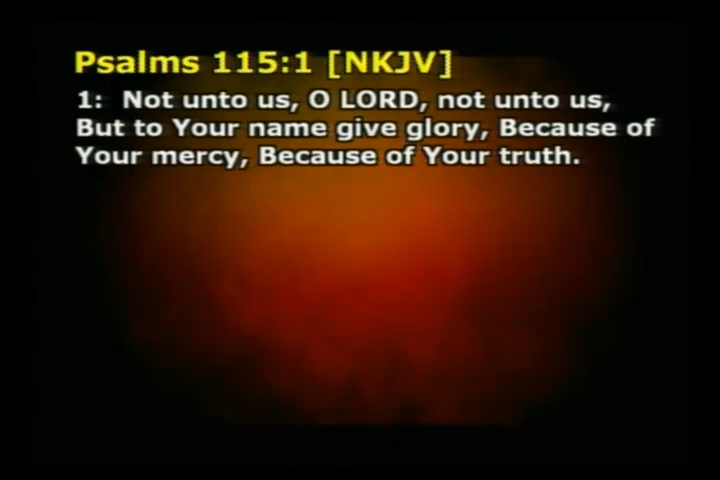 Psalms 115:1 [NKJV]
1: Not unto us, O LORD, not unto us,
But to Your name give glory, Because of
Your mercy, Because of Your truth.